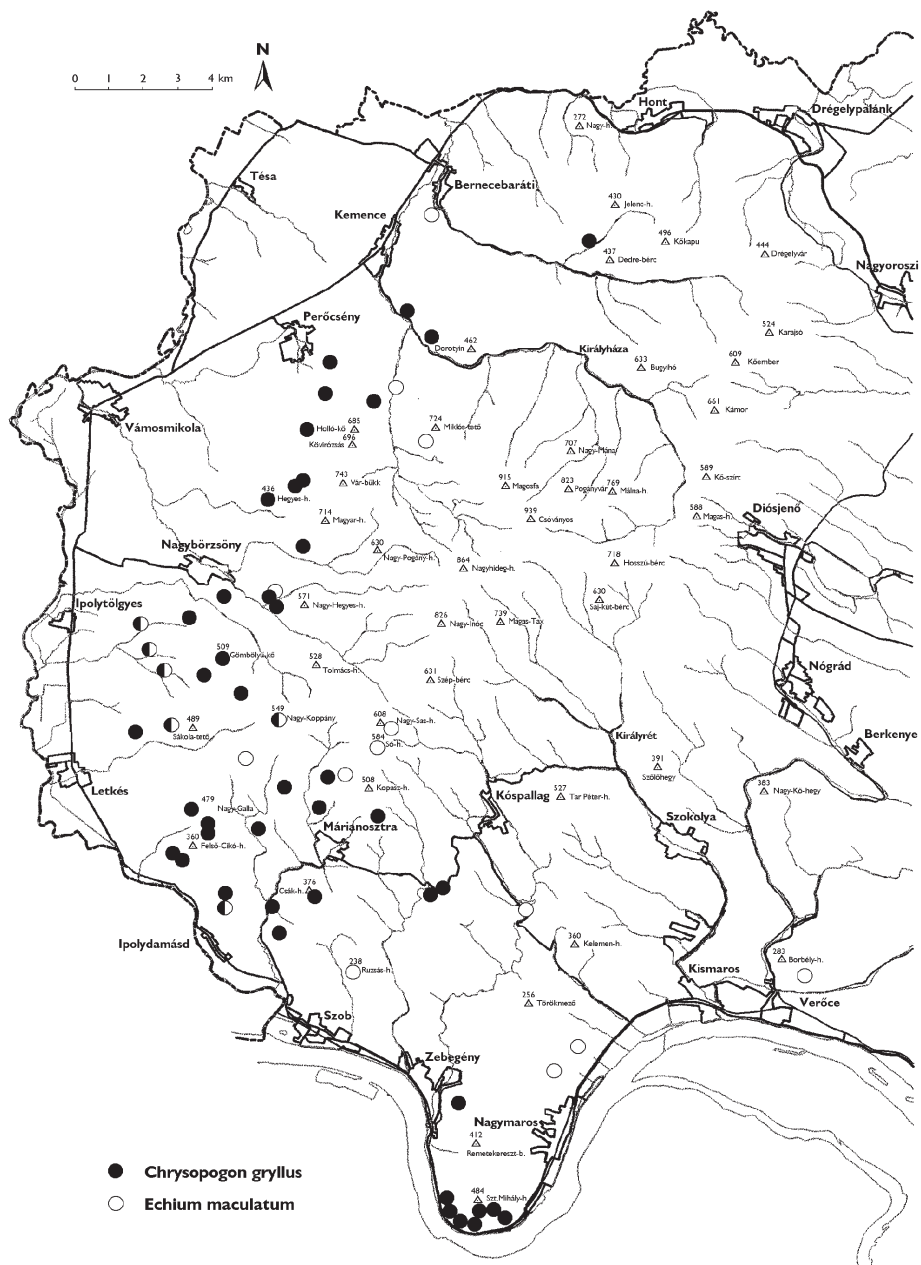 N
0 1 2 3 4 km
Hont
Drégelypalánk
272
Nagy-h.
Tésa
Bernecebaráti
Kemence
430
Jelenc-h.
496
Kőkapu
437
Dedre-bérc
444
Drégelyvár
Nagyoroszi
Perőcsény
Dorotyin 462
Királyháza
524
Karajsó
633
Bugyihó
609
Kőember
661
Kámor
Vámosmikola
Holló-kő 685
Kővirózsás 696
724
Miklós-tető
707
Nagy-Mána
743
Vár-bükk
436
Hegyes-h.
915
Magosfa
823
Pogányvár
769
Málna-h.
589
Kő-szirt
714
Magyar-h.
939
Csóványos
588
Magas-h.
Diósjenő
Nagybörzsöny
630
Nagy-Pogány-h.
864
Nagyhideg-h.
718
Hosszú-bérc
Ipolytölgyes
571
Nagy-Hegyes-h.
630
Saj-kút-bérc
826
Nagy-Inóc
739
Magas-Tax
509
Gömbölyű-kő
528
Tolmács-h.
631
Szép-bérc
Nógrád
489
Sákola-tető
549
Nagy-Koppány
608
Nagy-Sas-h.
584
Só-h.
Királyrét
Berkenye
391
Szőlőhegy
Letkés
508
Kopasz-h.
Kóspallag
527
Tar Péter-h.
383
Nagy-Kő-hegy
479
Nagy-Galla
Márianosztra
Szokolya
360
Felső-Cikó-h.
376
Csák-h.
Ipolydamásd
360
Kelemen-h.
238
Ruzsás-h.
283
Borbély-h.
Kismaros
256
Törökmező
Verőce
Szob
Zebegény
Nagymaros
412
Remetekereszt-b.
484
Szt.Mihály-h.
Chrysopogon gryllus
Echium maculatum